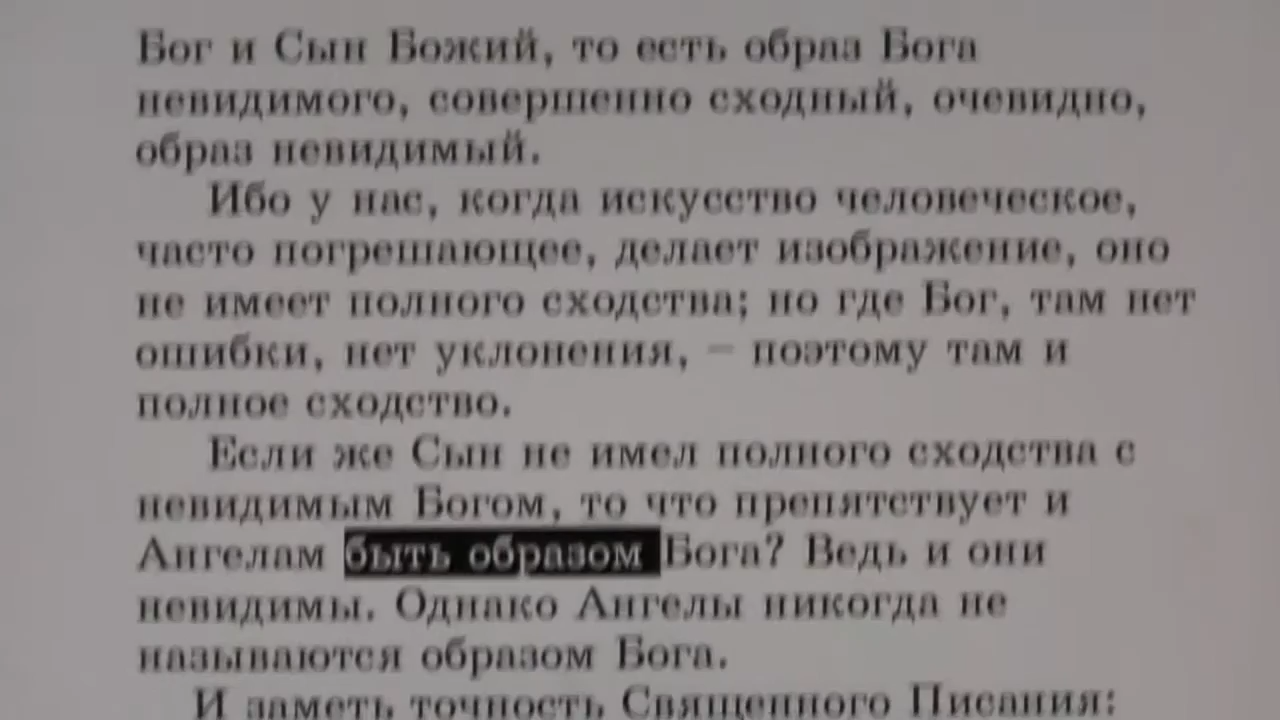 Бог и Сын Божий, то есть образ Бога
невидимого, совершенно сходный, очевидно,
образ невидимый.
Ибо у нас, когда искусство человеческое,
часто погрешающее, делает изображение, оно
не имеет полного сходства; но где Бог, там нет
ошибки, нет уклонения, – поэтому там и
полное сходство.
Если же Сын не имел полного сходства с
невидимым Богом, то что препятствует и
Ангелам быть образом Бога? Ведь и они
невидимы. Однако Ангелы никогда не
называются образом Бога.
И заметь точность Священного Писания: